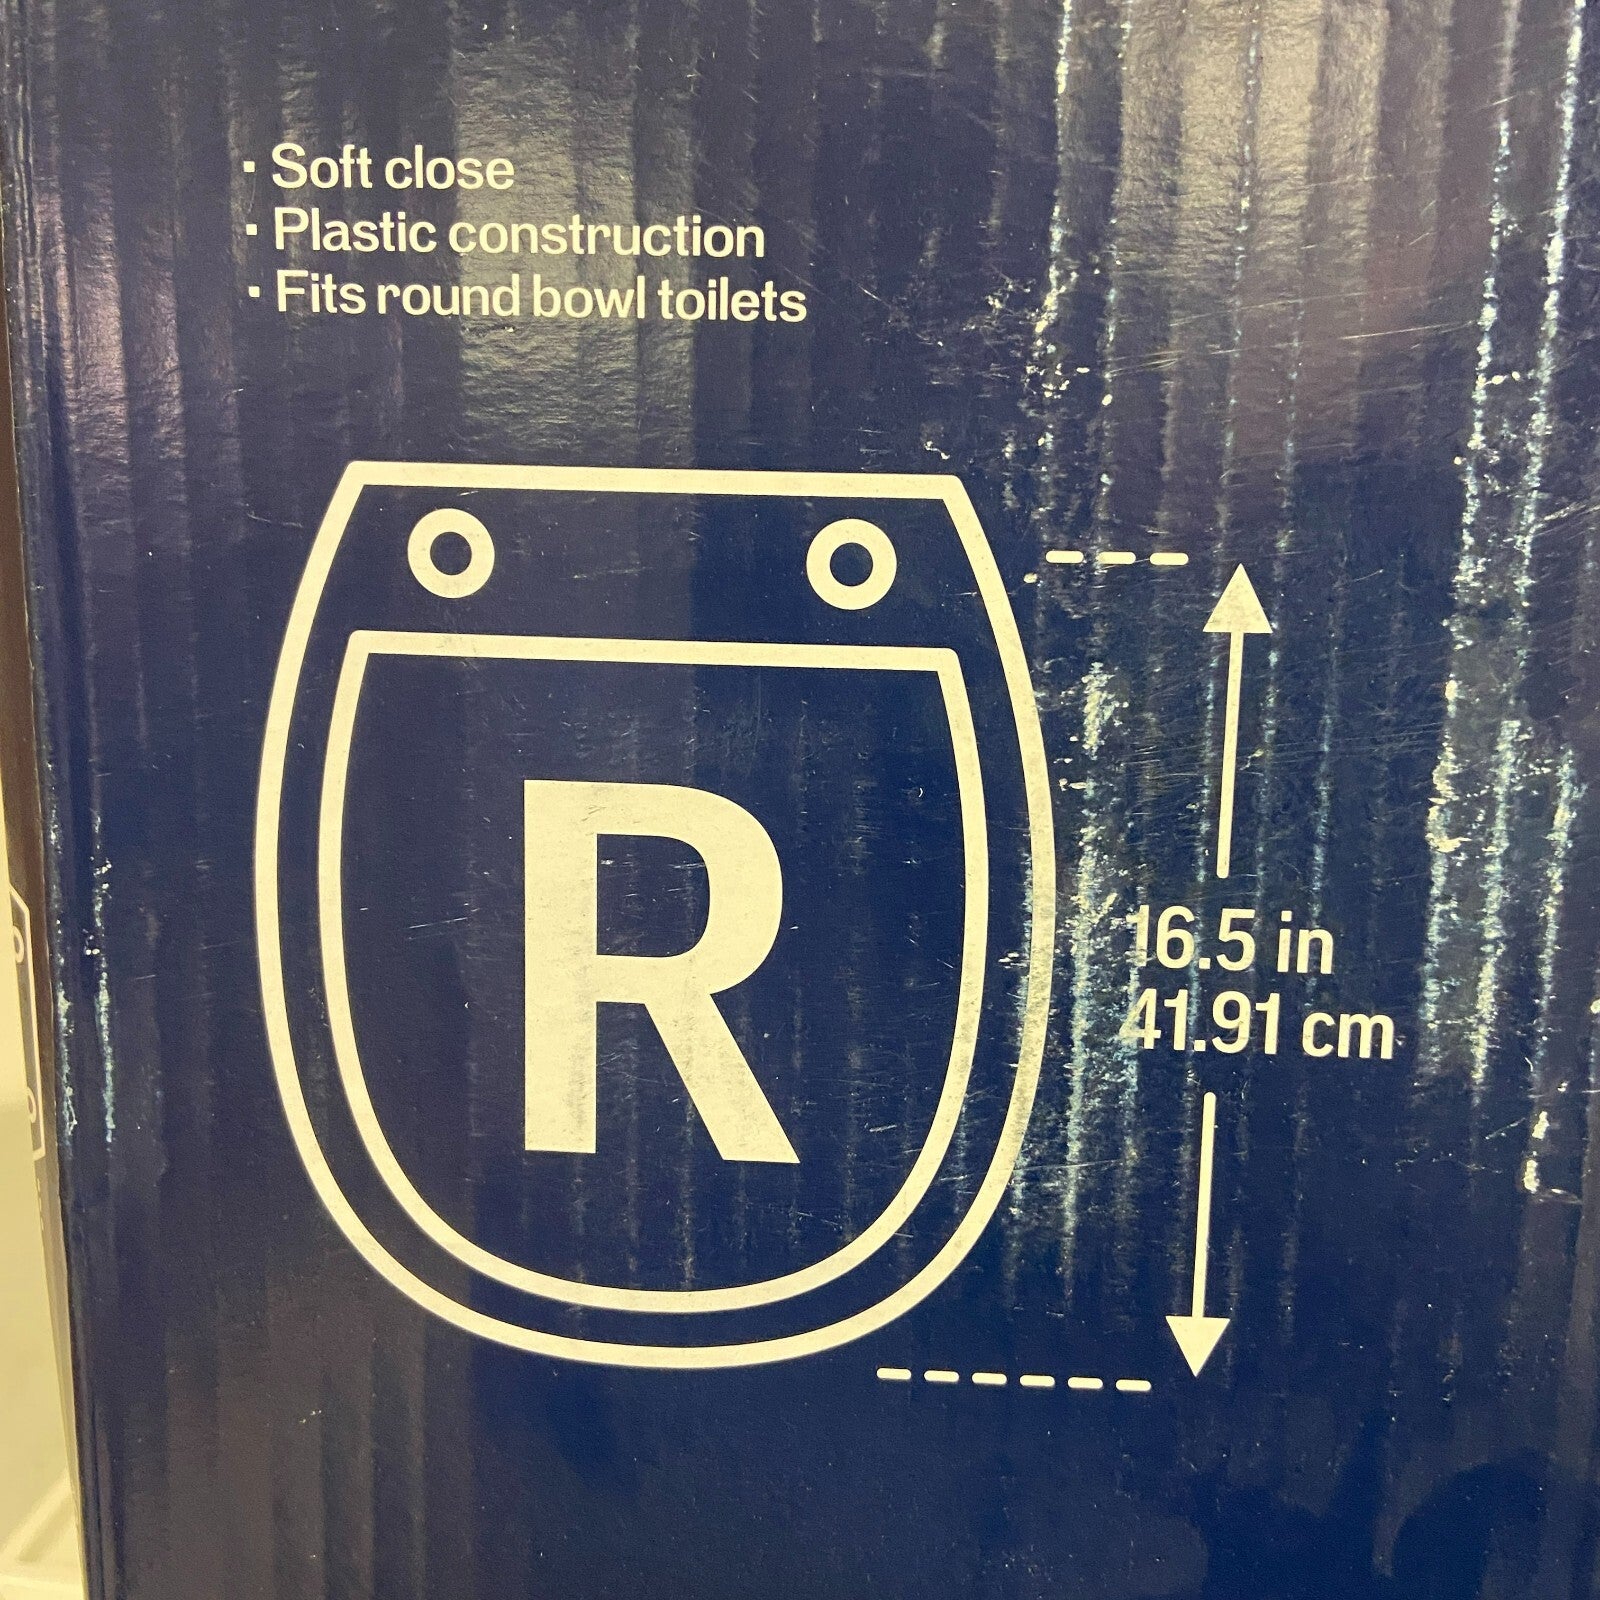 · Soft close
· Plastic construction
· Fits round bowl toilets
R
16.5 in
41.91 cm